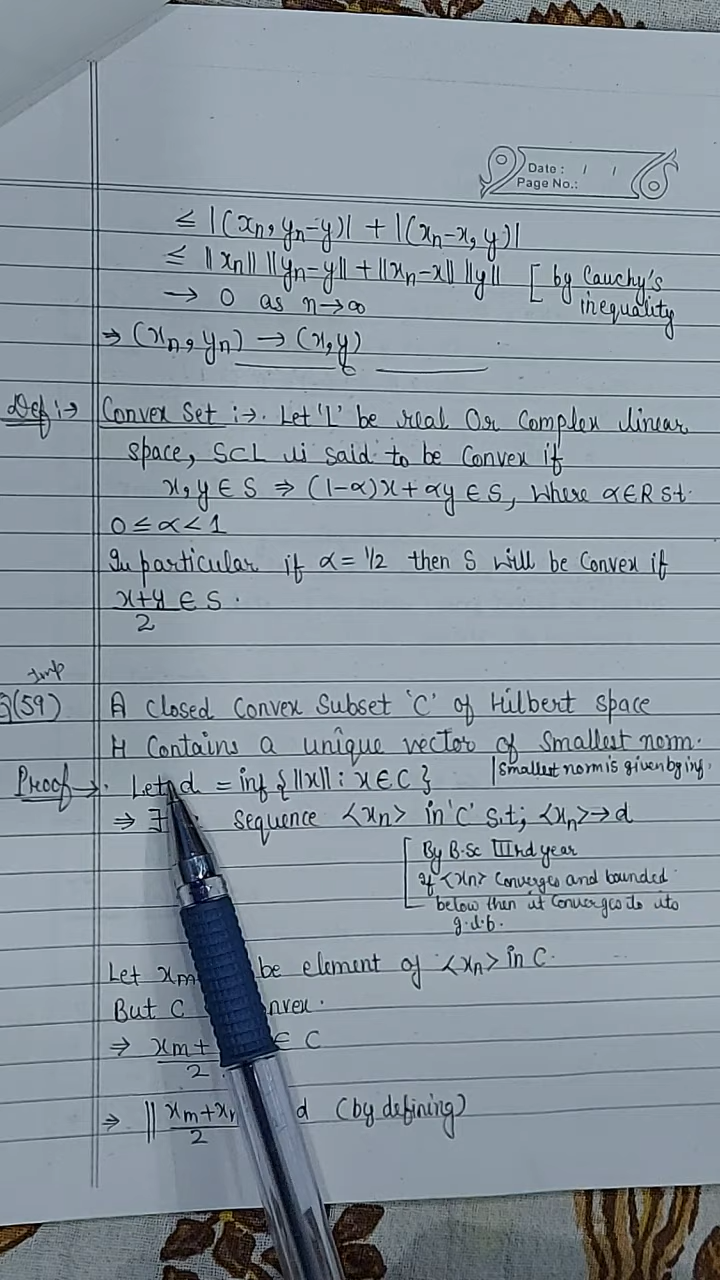 Date : / /
Page No.:
≤ |(xn, yn-y)| + |(xn-x, y)|
≤ ||xn|| ||yn-y|| + ||xn-x|| ||y|| [ by Cauchy's
inequality
→ 0 as n→∞
⇒ (xn, yn) → (x,y)
Def :→ Convex Set :→. Let 'L' be real Or Complex linear
space, S⊂L is said to be Convex if
x, y ∈ S ⇒ (1-α)x + αy ∈ S, Where α∈R s.t.
0 ≤ α < 1
In particular if α = 1/2 then S will be Convex if
x+y/2 ∈ S.
Imp
(59) A Closed Convex Subset 'C' of Hilbert space
H Contains a unique vector of Smallest norm.
Proof →. Let d = inf {||x|| : x ∈ C } | Smallest norm is given by inf.
⇒ ∃ sequence <xn> in 'C' s.t; <xn> → d
[ By B.Sc IIIrd year
if <xn> Converges and bounded
below then it Converges to its
g.l.b.
Let xm be element of <xn> in C.
But C
⇒ xm+ /2 ∈ C
⇒ || xm+x /2 d (by defining)